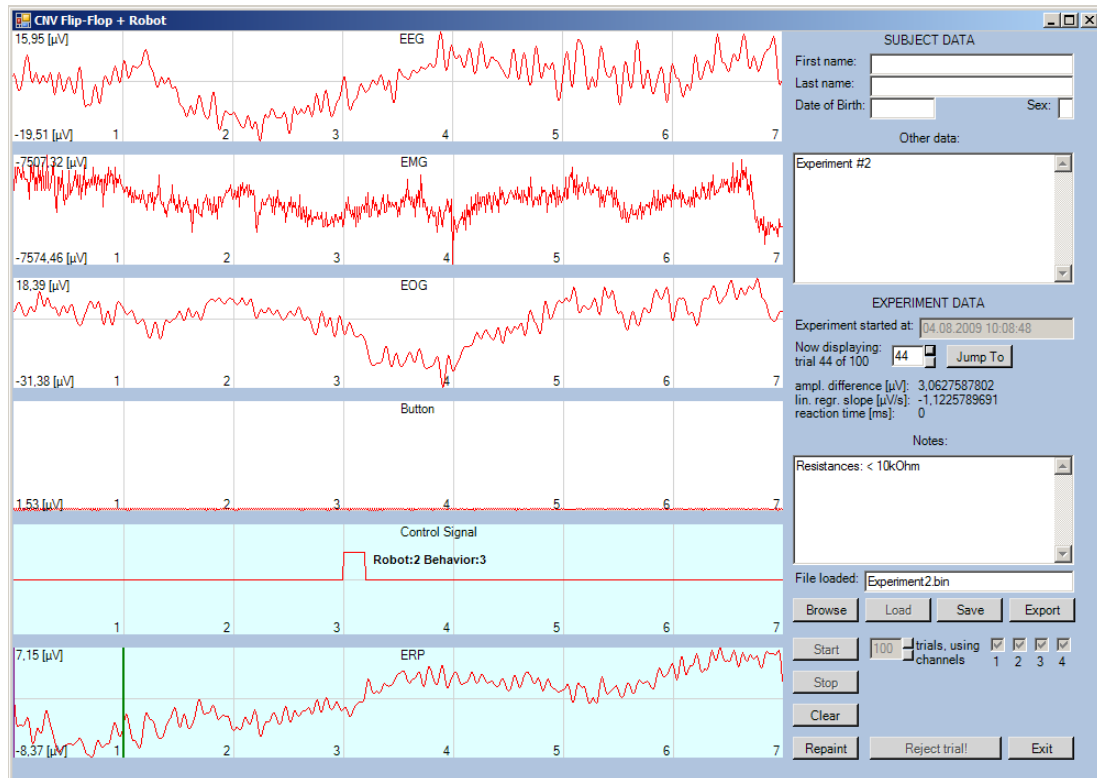 CNV Flip-Flop + Robot
15,95 [µV]
EEG
-19,51 [µV] 1 2 3 4 5 6 7
-7507,32 [µV]
EMG
-7574,46 [µV] 1 2 3 4 5 6 7
18,39 [µV]
EOG
-31,38 [µV] 1 2 3 4 5 6 7
Button
1,53 [µV] 1 2 3 4 5 6 7
Control Signal
Robot:2 Behavior:3
1 2 3 4 5 6 7
7,15 [µV]
ERP
-8,37 [µV] 1 2 3 4 5 6 7
SUBJECT DATA
First name:
Last name:
Date of Birth: Sex:
Other data:
Experiment #2
EXPERIMENT DATA
Experiment started at: 04.08.2009 10:08:48
Now displaying:
trial 44 of 100 44 Jump To
ampl. difference [µV]: 3,0627587802
lin. regr. slope [µV/s]: -1,1225789691
reaction time [ms]: 0
Notes:
Resistances: < 10kOhm
File loaded: Experiment2.bin
Browse Load Save Export
Start 100 trials, using
channels 1 2 3 4
Stop
Clear
Repaint Reject trial! Exit